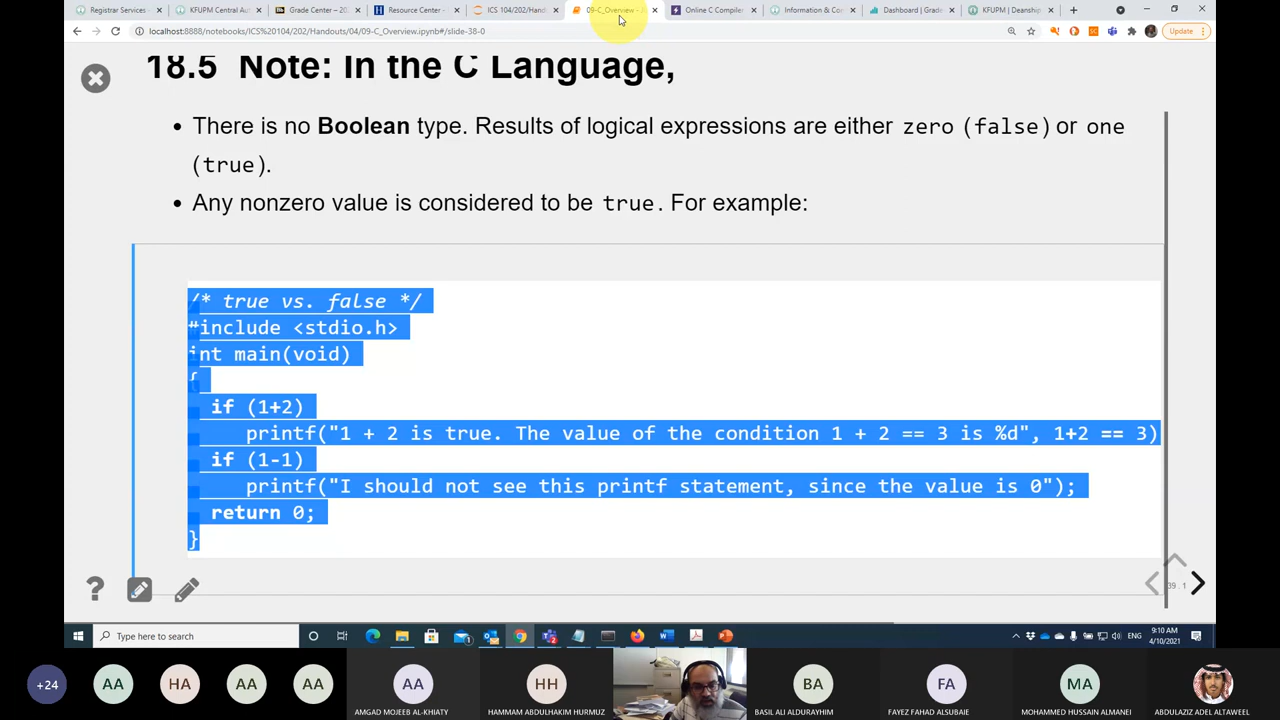 Registrar Services -
KFUPM Central Au
Grade Center – 20
Resource Center -
ICS 104/202/Hand
09-C_Overview - J
Online C Compiler
Information & Co
Dashboard | Grad
KFUPM | Deanship
localhost:8888/notebooks/ICS%20104/202/Handouts/04/09-C_Overview.ipynb#/slide-38-0
Update
18.5 Note: In the C Language,
• There is no Boolean type. Results of logical expressions are either zero (false) or one
(true).
• Any nonzero value is considered to be true. For example:
/* true vs. false */
#include <stdio.h>
int main(void)
{
if (1+2)
printf("1 + 2 is true. The value of the condition 1 + 2 == 3 is %d", 1+2 == 3)
if (1-1)
printf("I should not see this printf statement, since the value is 0");
return 0;
}
?
39 . 1
Type here to search
ENG
9:10 AM
4/10/2021
+24
AA
HA
AA
AA
AA
HH
BA
FA
MA
AMGAD MOJEEB AL-KHIATY
HAMMAM ABDULHAKIM HURMUZ
BASIL ALI ALDURAYHIM
FAYEZ FAHAD ALSUBAIE
MOHAMMED HUSSAIN ALMANEI
ABDULAZIZ ADEL ALTAWEEL